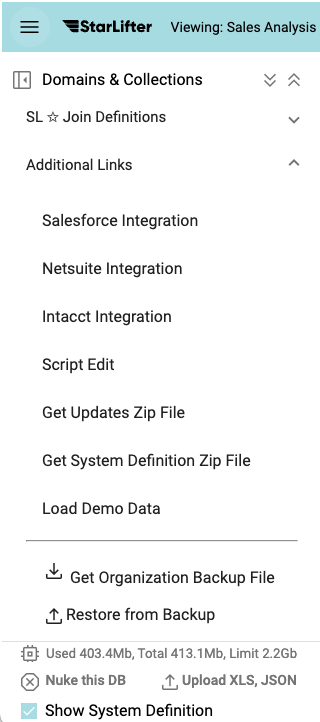 StarLifter
Viewing: Sales Analysis
Domains & Collections
SL ☆ Join Definitions
Additional Links
Salesforce Integration
Netsuite Integration
Intacct Integration
Script Edit
Get Updates Zip File
Get System Definition Zip File
Load Demo Data
Get Organization Backup File
Restore from Backup
Used 403.4Mb, Total 413.1Mb, Limit 2.2Gb
Nuke this DB
Upload XLS, JSON
Show System Definition